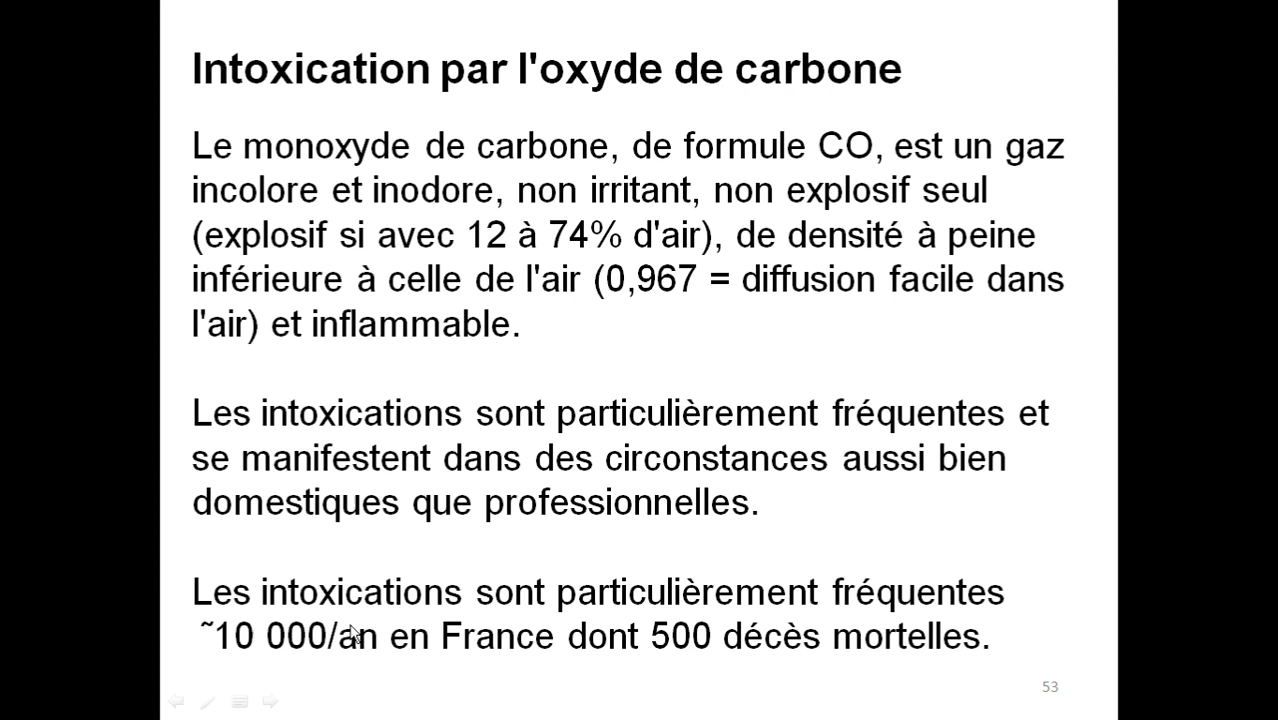 Intoxication par l'oxyde de carbone
Le monoxyde de carbone, de formule CO, est un gaz
incolore et inodore, non irritant, non explosif seul
(explosif si avec 12 à 74% d'air), de densité à peine
inférieure à celle de l'air (0,967 = diffusion facile dans
l'air) et inflammable.
Les intoxications sont particulièrement fréquentes et
se manifestent dans des circonstances aussi bien
domestiques que professionnelles.
Les intoxications sont particulièrement fréquentes
˜10 000/an en France dont 500 décès mortelles.
53